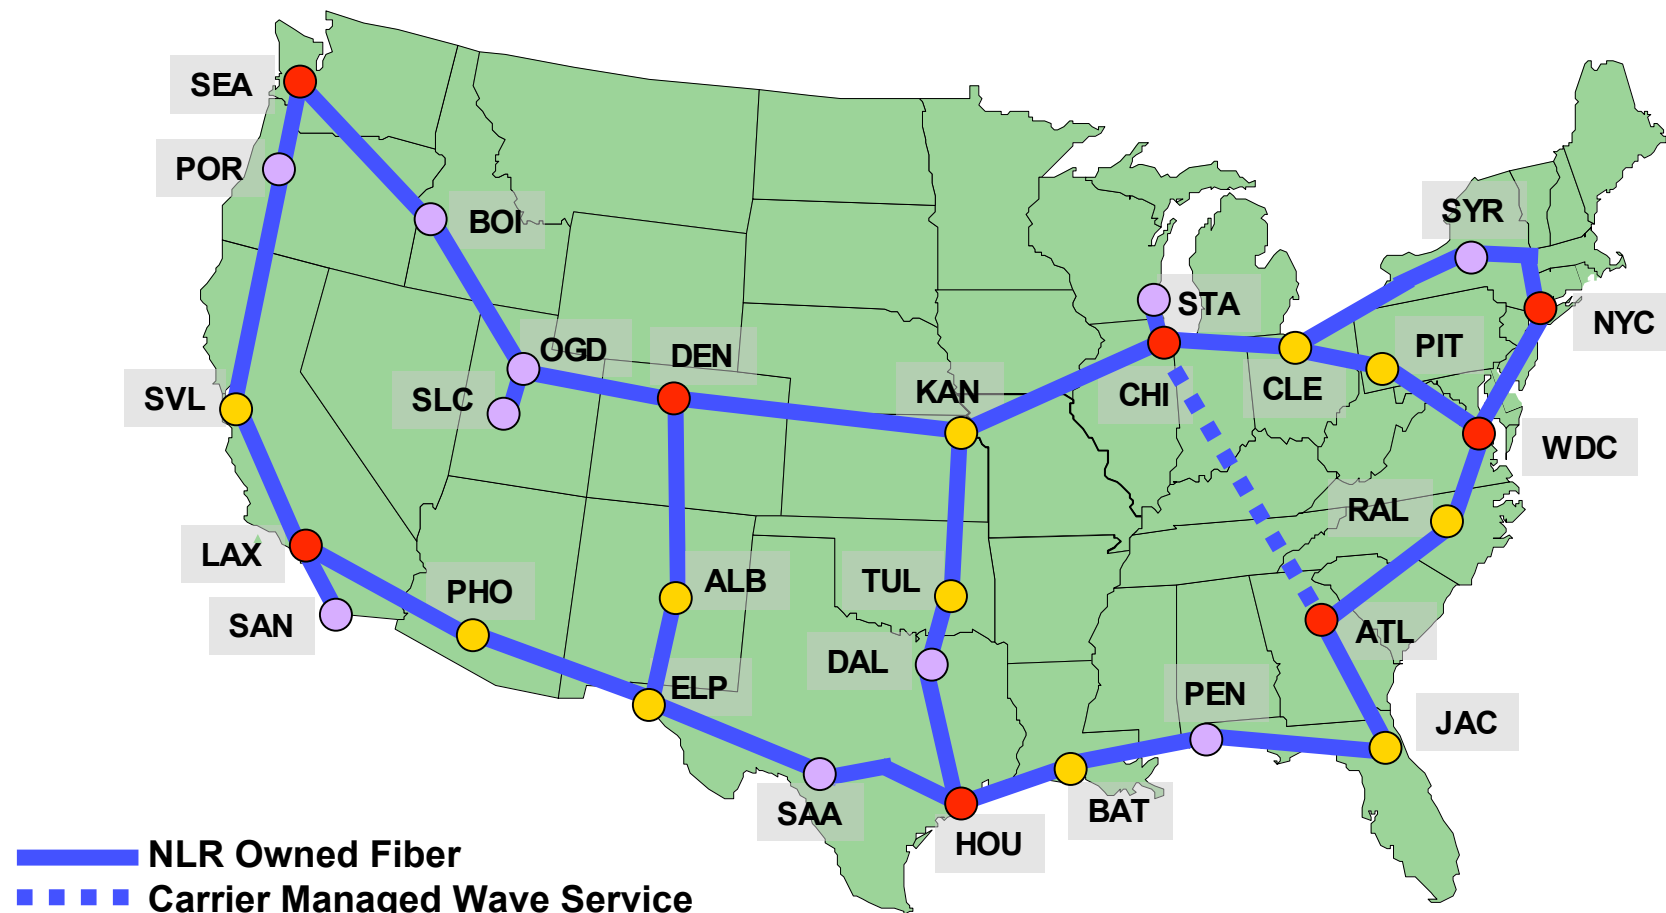 SEA
POR
BOI
SYR
STA
NYC
OGD
DEN
PIT
SVL
SLC
KAN
CHI
CLE
WDC
RAL
LAX
PHO
ALB
TUL
SAN
ATL
DAL
ELP
PEN
JAC
SAA
BAT
HOU
NLR Owned Fiber
Carrier Managed Wave Service